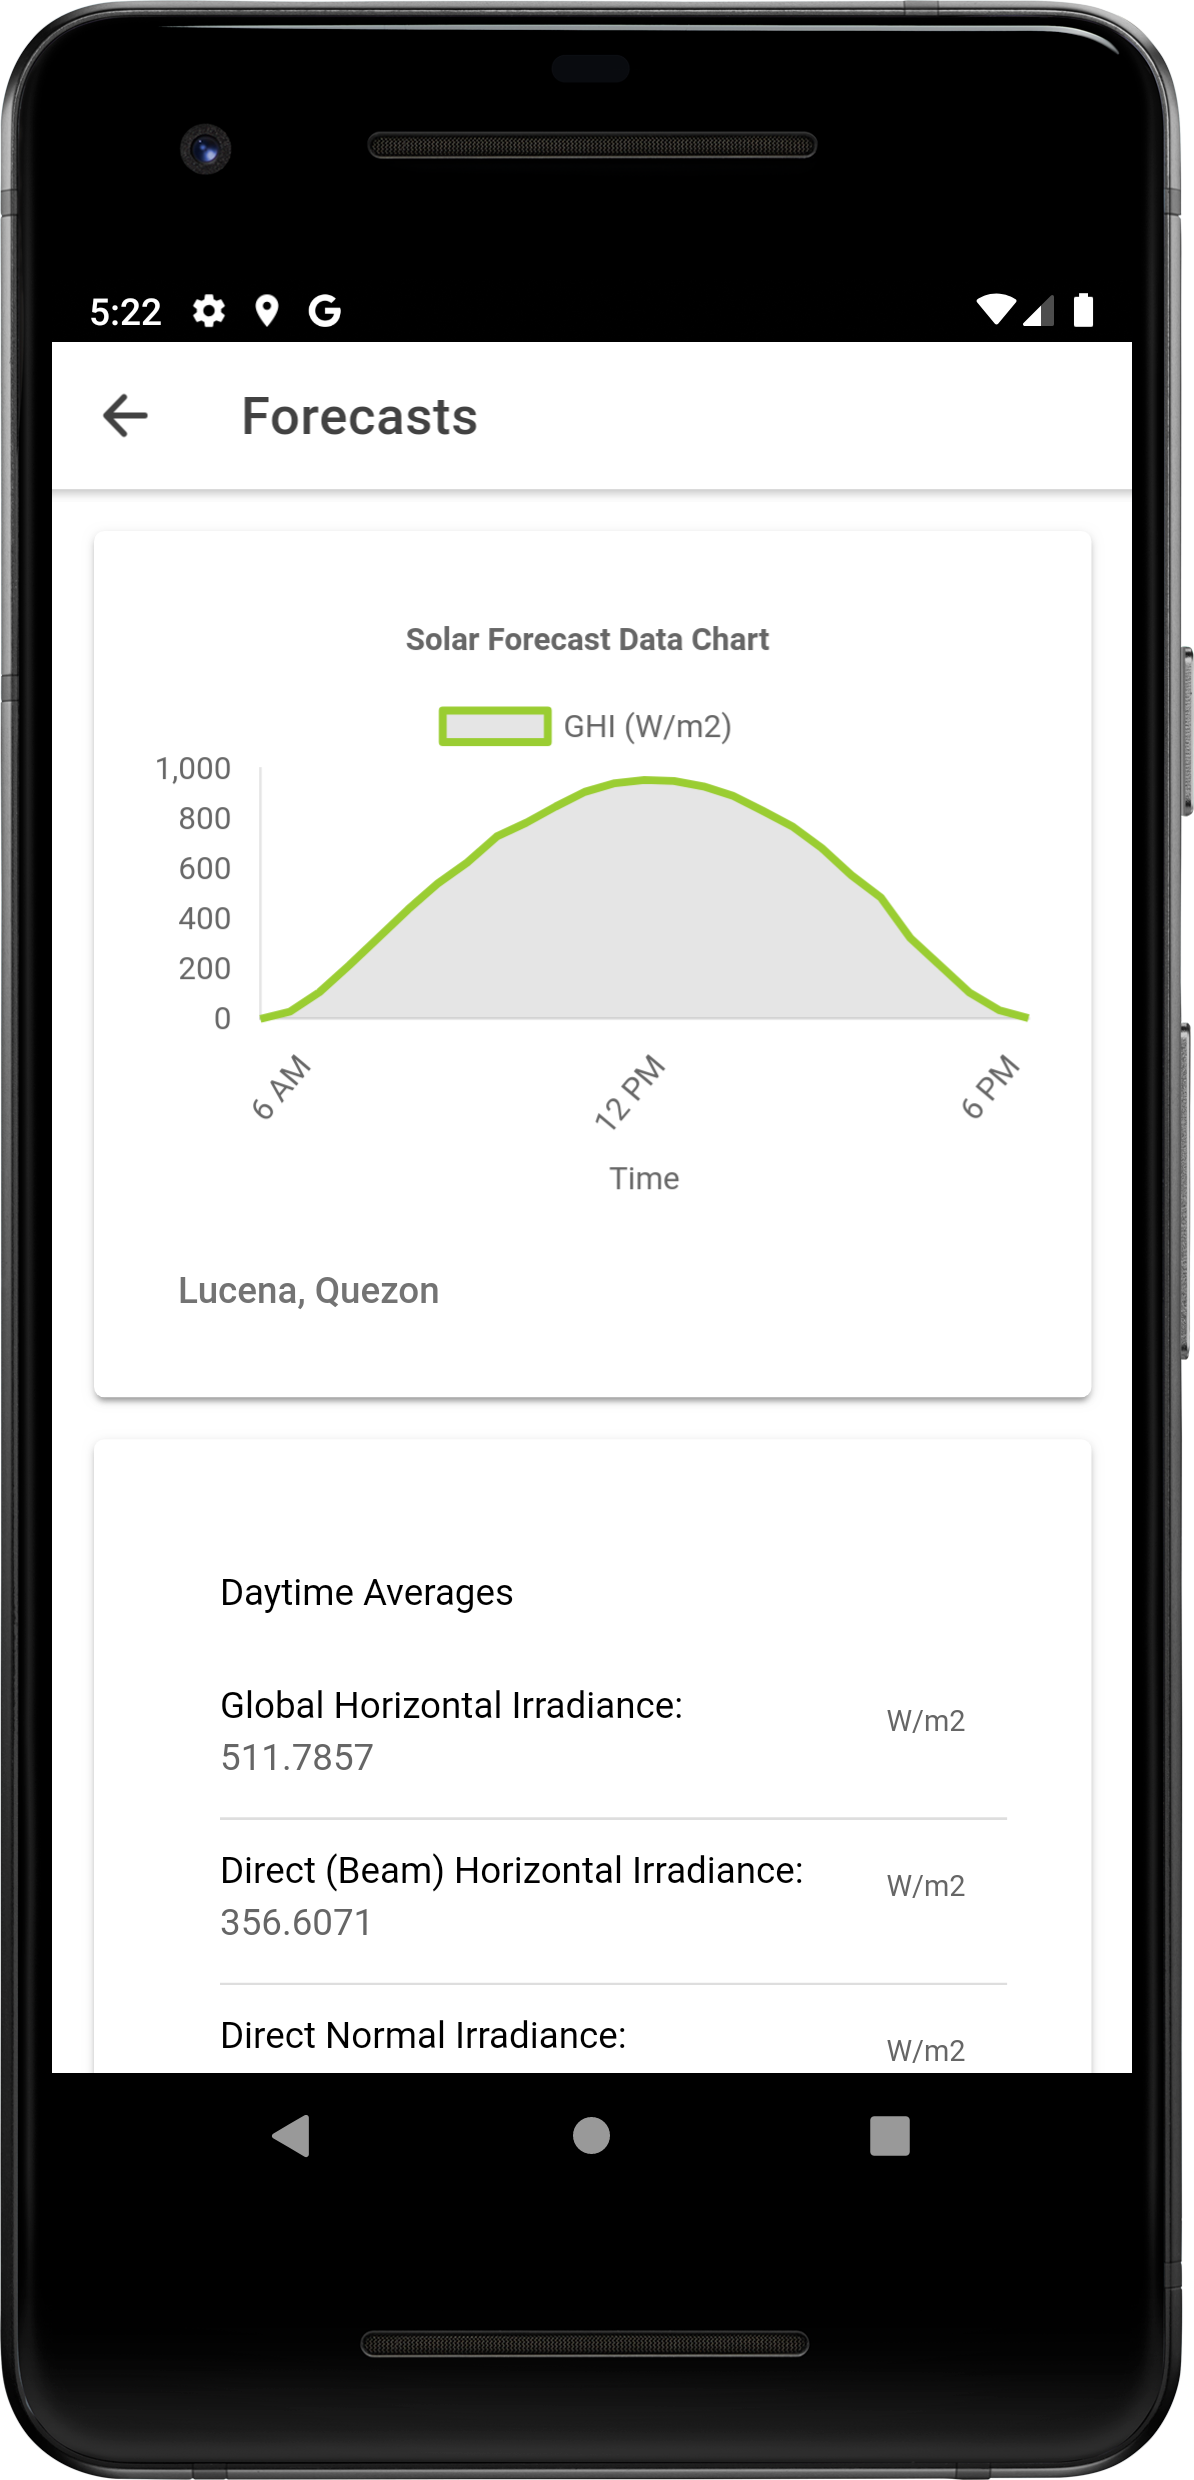 5:22
Forecasts
Solar Forecast Data Chart
GHI (W/m2)
1,000
800
600
400
200
0
6 AM
12 PM
6 PM
Time
Lucena, Quezon
Daytime Averages
Global Horizontal Irradiance:
W/m2
511.7857
Direct (Beam) Horizontal Irradiance:
W/m2
356.6071
Direct Normal Irradiance:
W/m2